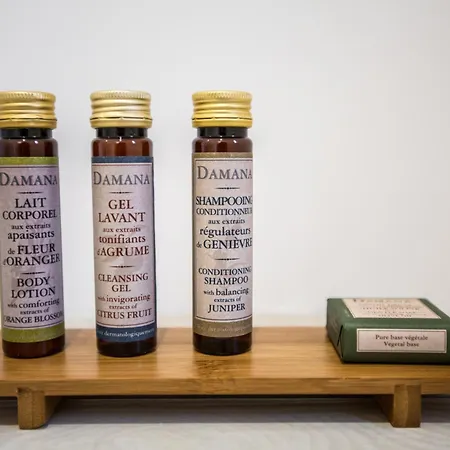 DAMANA
LAIT
CORPOREL
aux extraits
apaisants
de FLEUR
d'ORANGER
BODY
LOTION
with comforting
extracts of
ORANGE BLOSSOM
DAMANA
GEL
LAVANT
aux extraits
tonifiants
d'AGRUME
CLEANSING
GEL
with invigorating
extracts of
CITRUS FRUIT
DAMANA
SHAMPOOING
CONDITIONNEUR
aux extraits
régulateurs
de GENIÈVRE
CONDITIONING
SHAMPOO
with balancing
extracts of
JUNIPER
Pure base végétale
Vegetal base